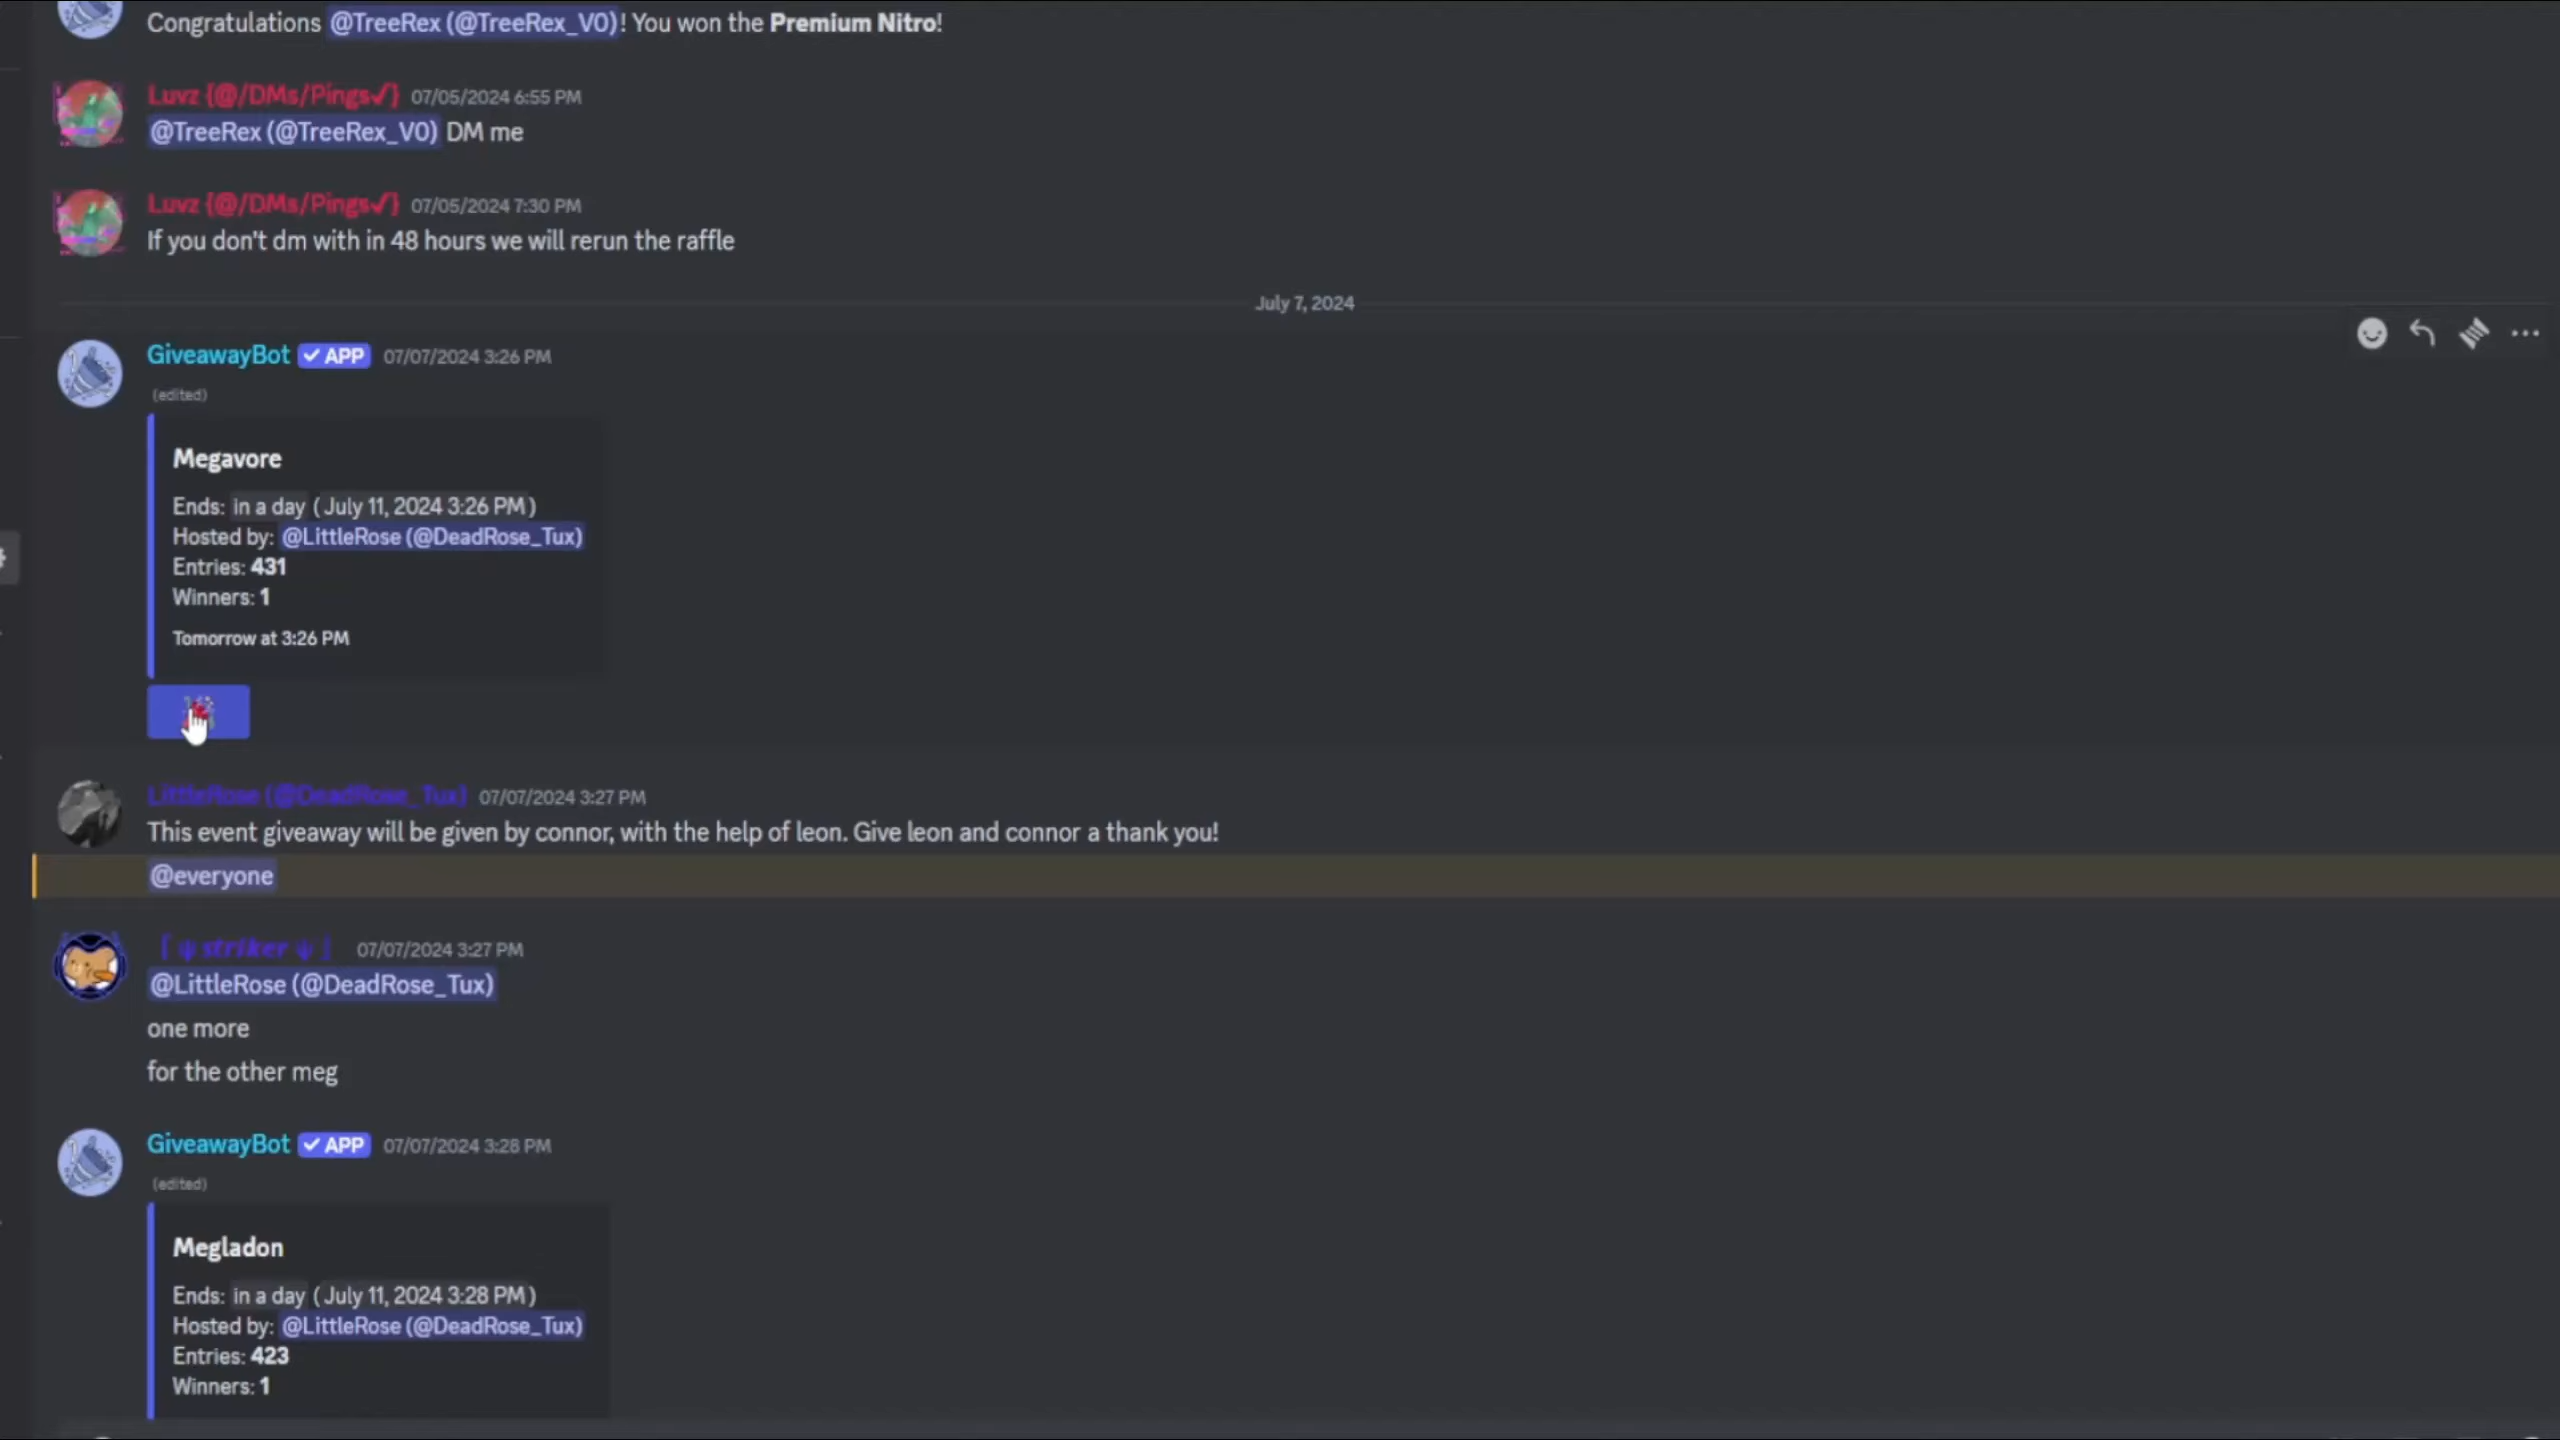 Congratulations @TreeRex (@TreeRex_V0)! You won the Premium Nitro!
Luvz {@/DMs/Pings✓} 07/05/2024 6:55 PM
@TreeRex (@TreeRex_V0) DM me
Luvz {@/DMs/Pings✓} 07/05/2024 7:30 PM
If you don't dm with in 48 hours we will rerun the raffle
July 7, 2024
GiveawayBot ✓ APP 07/07/2024 3:26 PM
(edited)
Megavore
Ends: in a day (July 11, 2024 3:26 PM)
Hosted by: @LittleRose (@DeadRose_Tux)
Entries: 431
Winners: 1
Tomorrow at 3:26 PM
LittleRose (@DeadRose_Tux) 07/07/2024 3:27 PM
This event giveaway will be given by connor, with the help of leon. Give leon and connor a thank you!
@everyone
⌈ ψ striker ψ ⌋ 07/07/2024 3:27 PM
@LittleRose (@DeadRose_Tux)
one more
for the other meg
GiveawayBot ✓ APP 07/07/2024 3:28 PM
(edited)
Megladon
Ends: in a day (July 11, 2024 3:28 PM)
Hosted by: @LittleRose (@DeadRose_Tux)
Entries: 423
Winners: 1